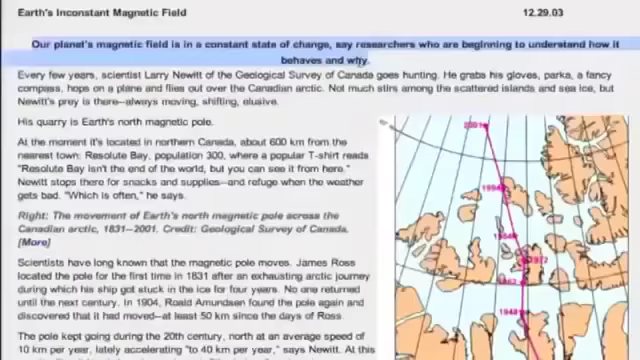 Earth's Inconstant Magnetic Field
12.29.03
Our planet's magnetic field is in a constant state of change, say researchers who are beginning to understand how it
behaves and why.
Every few years, scientist Larry Newitt of the Geological Survey of Canada goes hunting. He grabs his gloves, parka, a fancy
compass, hops on a plane and flies out over the Canadian arctic. Not much stirs among the scattered islands and sea ice, but
Newitt's prey is there--always moving, shifting, elusive.
His quarry is Earth's north magnetic pole.
At the moment it's located in northern Canada, about 600 km from the
nearest town: Resolute Bay, population 300, where a popular T-shirt reads
"Resolute Bay isn't the end of the world, but you can see it from here."
Newitt stops there for snacks and supplies--and refuge when the weather
gets bad. "Which is often," he says.
Right: The movement of Earth's north magnetic pole across the
Canadian arctic, 1831--2001. Credit: Geological Survey of Canada.
[More]
Scientists have long known that the magnetic pole moves. James Ross
located the pole for the first time in 1831 after an exhausting arctic journey
during which his ship got stuck in the ice for four years. No one returned
until the next century. In 1904, Roald Amundsen found the pole again and
discovered that it had moved--at least 50 km since the days of Ross.
The pole kept going during the 20th century, north at an average speed of
10 km per year, lately accelerating "to 40 km per year," says Newitt. At this
2001
1994
1972
1962
1948